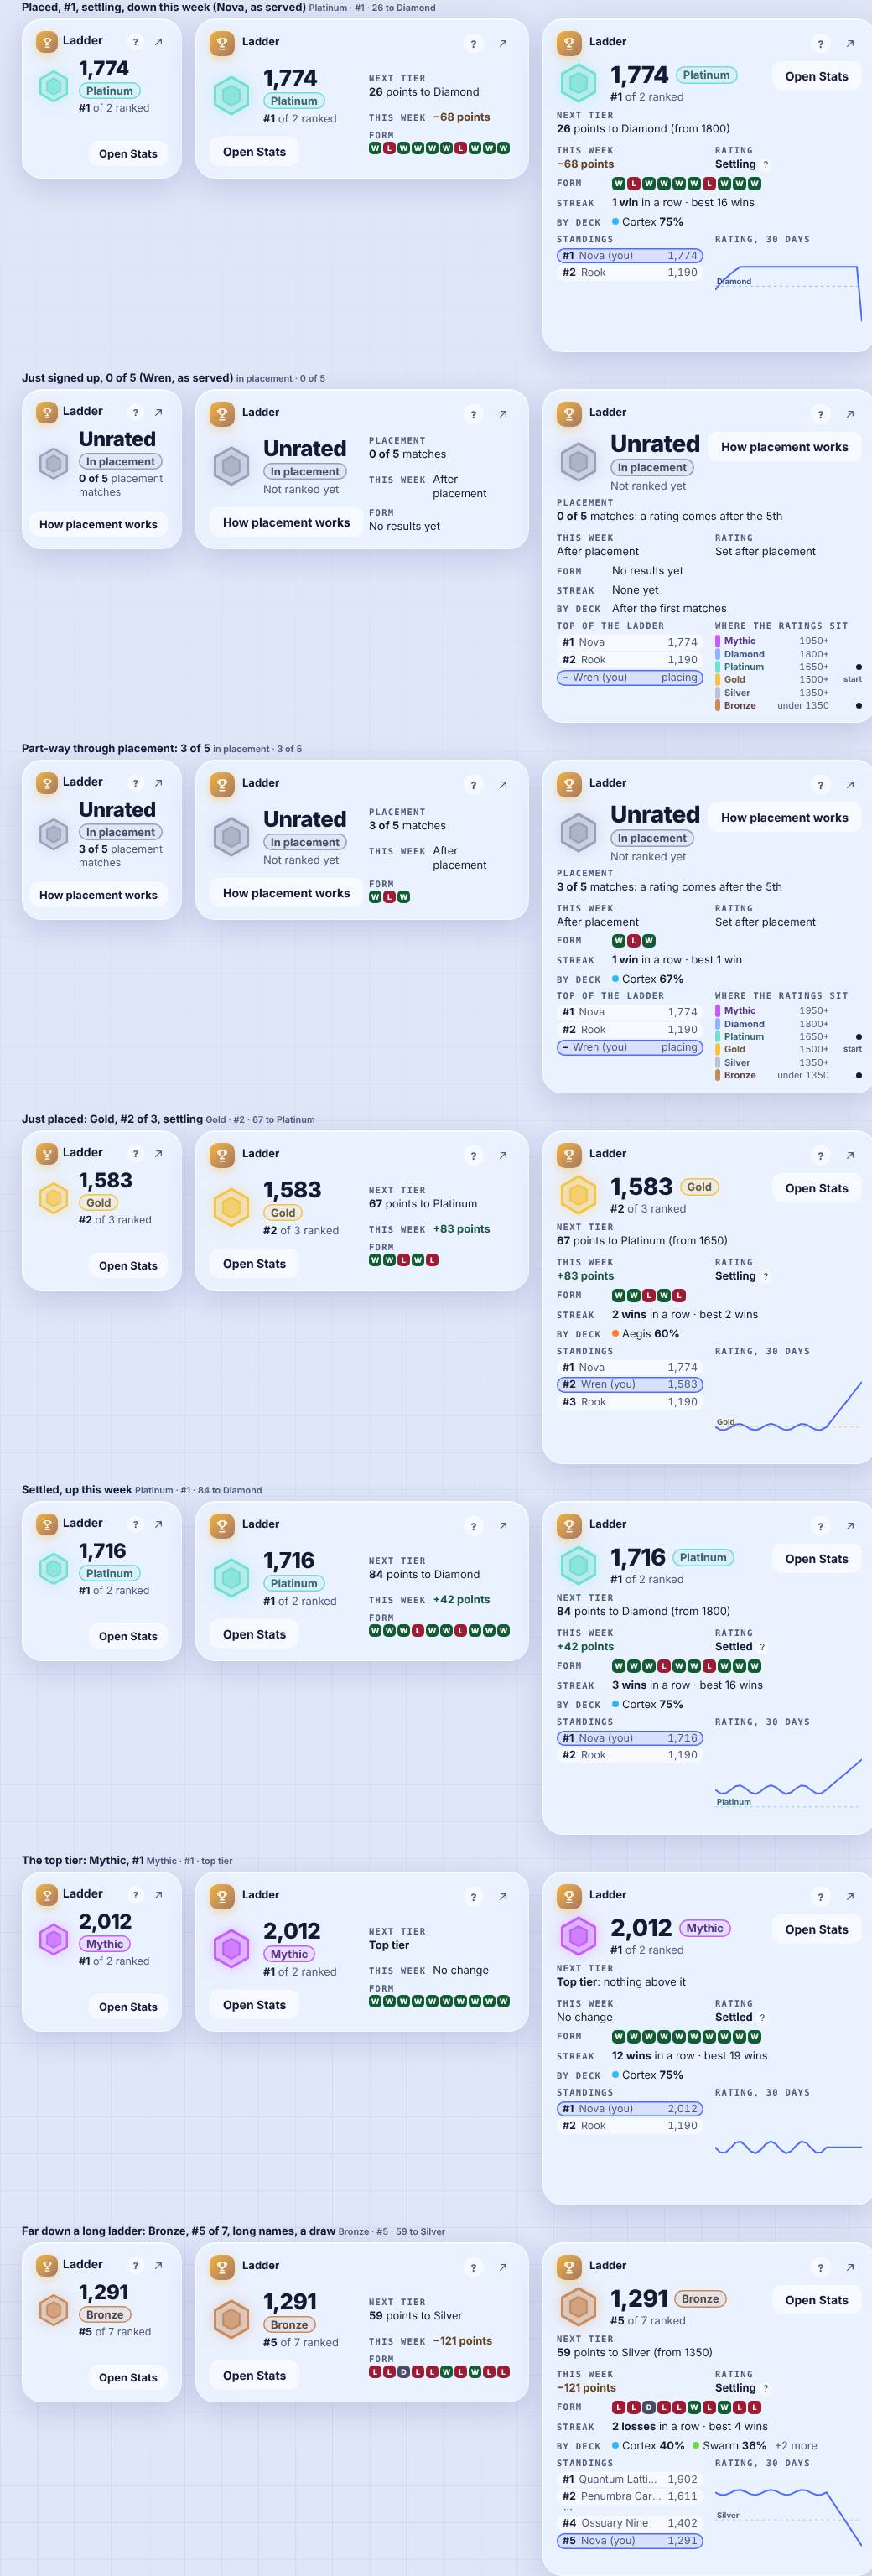 Placed, #1, settling, down this week (Nova, as served) Platinum · #1 · 26 to Diamond
Ladder ? ↗
1,774
Platinum
#1 of 2 ranked
Open Stats
Ladder ? ↗
1,774
Platinum
#1 of 2 ranked
Open Stats
NEXT TIER
26 points to Diamond
THIS WEEK −68 points
FORM
W L W W W W L W W W
Ladder ? ↗
1,774 Platinum
#1 of 2 ranked
Open Stats
NEXT TIER
26 points to Diamond (from 1800)
THIS WEEK RATING
−68 points Settling ?
FORM W L W W W W L W W W
STREAK 1 win in a row · best 16 wins
BY DECK Cortex 75%
STANDINGS RATING, 30 DAYS
#1 Nova (you) 1,774
#2 Rook 1,190
Diamond
Just signed up, 0 of 5 (Wren, as served) in placement · 0 of 5
Ladder ? ↗
Unrated
In placement
0 of 5 placement
matches
How placement works
Ladder ? ↗
Unrated
In placement
Not ranked yet
How placement works
PLACEMENT
0 of 5 matches
THIS WEEK After
placement
FORM
No results yet
Ladder ? ↗
Unrated
In placement
Not ranked yet
How placement works
PLACEMENT
0 of 5 matches: a rating comes after the 5th
THIS WEEK RATING
After placement Set after placement
FORM No results yet
STREAK None yet
BY DECK After the first matches
TOP OF THE LADDER WHERE THE RATINGS SIT
#1 Nova 1,774
#2 Rook 1,190
– Wren (you) placing
Mythic 1950+
Diamond 1800+
Platinum 1650+
Gold 1500+ start
Silver 1350+
Bronze under 1350
Part-way through placement: 3 of 5 in placement · 3 of 5
Ladder ? ↗
Unrated
In placement
3 of 5 placement
matches
How placement works
Ladder ? ↗
Unrated
In placement
Not ranked yet
How placement works
PLACEMENT
3 of 5 matches
THIS WEEK After
placement
FORM
W L W
Ladder ? ↗
Unrated
In placement
Not ranked yet
How placement works
PLACEMENT
3 of 5 matches: a rating comes after the 5th
THIS WEEK RATING
After placement Set after placement
FORM W L W
STREAK 1 win in a row · best 1 win
BY DECK Cortex 67%
TOP OF THE LADDER WHERE THE RATINGS SIT
#1 Nova 1,774
#2 Rook 1,190
– Wren (you) placing
Mythic 1950+
Diamond 1800+
Platinum 1650+
Gold 1500+ start
Silver 1350+
Bronze under 1350
Just placed: Gold, #2 of 3, settling Gold · #2 · 67 to Platinum
Ladder ? ↗
1,583
Gold
#2 of 3 ranked
Open Stats
Ladder ? ↗
1,583
Gold
#2 of 3 ranked
Open Stats
NEXT TIER
67 points to Platinum
THIS WEEK +83 points
FORM
W W L W L
Ladder ? ↗
1,583 Gold
#2 of 3 ranked
Open Stats
NEXT TIER
67 points to Platinum (from 1650)
THIS WEEK RATING
+83 points Settling ?
FORM W W L W L
STREAK 2 wins in a row · best 2 wins
BY DECK Aegis 60%
STANDINGS RATING, 30 DAYS
#1 Nova 1,774
#2 Wren (you) 1,583
#3 Rook 1,190
Gold
Settled, up this week Platinum · #1 · 84 to Diamond
Ladder ? ↗
1,716
Platinum
#1 of 2 ranked
Open Stats
Ladder ? ↗
1,716
Platinum
#1 of 2 ranked
Open Stats
NEXT TIER
84 points to Diamond
THIS WEEK +42 points
FORM
W W W L W W L W W W
Ladder ? ↗
1,716 Platinum
#1 of 2 ranked
Open Stats
NEXT TIER
84 points to Diamond (from 1800)
THIS WEEK RATING
+42 points Settled ?
FORM W W W L W W L W W W
STREAK 3 wins in a row · best 16 wins
BY DECK Cortex 75%
STANDINGS RATING, 30 DAYS
#1 Nova (you) 1,716
#2 Rook 1,190
Platinum
The top tier: Mythic, #1 Mythic · #1 · top tier
Ladder ? ↗
2,012
Mythic
#1 of 2 ranked
Open Stats
Ladder ? ↗
2,012
Mythic
#1 of 2 ranked
Open Stats
NEXT TIER
Top tier
THIS WEEK No change
FORM
W W W W W W W W W W
Ladder ? ↗
2,012 Mythic
#1 of 2 ranked
Open Stats
NEXT TIER
Top tier: nothing above it
THIS WEEK RATING
No change Settled ?
FORM W W W W W W W W W W
STREAK 12 wins in a row · best 19 wins
BY DECK Cortex 75%
STANDINGS RATING, 30 DAYS
#1 Nova (you) 2,012
#2 Rook 1,190
Far down a long ladder: Bronze, #5 of 7, long names, a draw Bronze · #5 · 59 to Silver
Ladder ? ↗
1,291
Bronze
#5 of 7 ranked
Open Stats
Ladder ? ↗
1,291
Bronze
#5 of 7 ranked
Open Stats
NEXT TIER
59 points to Silver
THIS WEEK −121 points
FORM
L L D L L W L W L L
Ladder ? ↗
1,291 Bronze
#5 of 7 ranked
Open Stats
NEXT TIER
59 points to Silver (from 1350)
THIS WEEK RATING
−121 points Settling ?
FORM L L D L L W L W L L
STREAK 2 losses in a row · best 4 wins
BY DECK Cortex 40% Swarm 36% +2 more
STANDINGS RATING, 30 DAYS
#1 Quantum Latti... 1,902
#2 Penumbra Car... 1,611
...
#4 Ossuary Nine 1,402
#5 Nova (you) 1,291
Silver